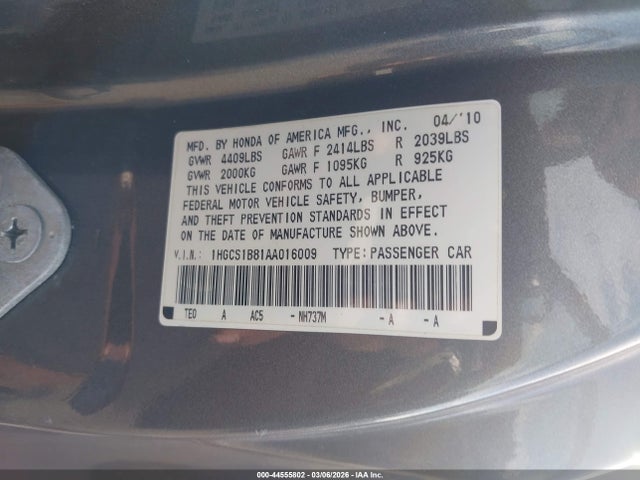 MFD. BY HONDA OF AMERICA MFG., INC. 04/'10
GVWR 4409LBS GAWR F 2414LBS R 2039LBS
GVWR 2000KG GAWR F 1095KG R 925KG
THIS VEHICLE CONFORMS TO ALL APPLICABLE
FEDERAL MOTOR VEHICLE SAFETY, BUMPER,
AND THEFT PREVENTION STANDARDS IN EFFECT
ON THE DATE OF MANUFACTURE SHOWN ABOVE.
V.I.N.: 1HGCS1B81AA016009 TYPE: PASSENGER CAR
TE0 A AC5 - NH737M - A - A
000-44555802 - 03/06/2026 - IAA Inc.